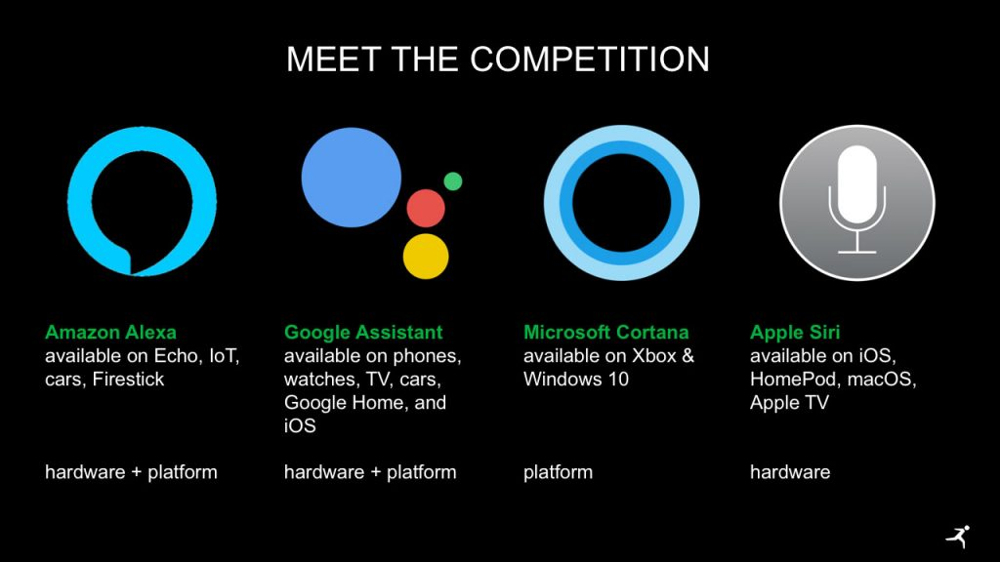 MEET THE COMPETITION
Amazon Alexa
available on Echo, IoT,
cars, Firestick
hardware + platform
Google Assistant
available on phones,
watches, TV, cars,
Google Home, and
iOS
hardware + platform
Microsoft Cortana
available on Xbox &
Windows 10
platform
Apple Siri
available on iOS,
HomePod, macOS,
Apple TV
hardware